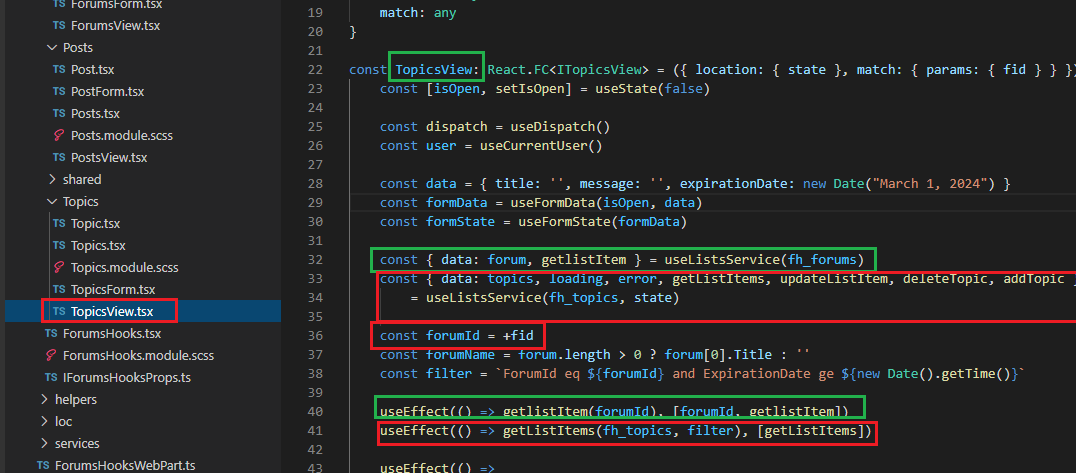 TS ForumsForm.tsx
TS ForumsView.tsx
Posts
TS Post.tsx
TS PostForm.tsx
TS Posts.tsx
Posts.module.scss
TS PostsView.tsx
shared
Topics
TS Topic.tsx
TS Topics.tsx
Topics.module.scss
TS TopicsForm.tsx
TS TopicsView.tsx
TS ForumsHooks.tsx
ForumsHooks.module.scss
TS IForumsHooksProps.ts
helpers
loc
services
TS ForumsHooksWebPart.ts
19 match: any
20 }
21
22 const TopicsView: React.FC<ITopicsView> = ({ location: { state }, match: { params: { fid } } })
23 const [isOpen, setIsOpen] = useState(false)
24
25 const dispatch = useDispatch()
26 const user = useCurrentUser()
27
28 const data = { title: '', message: '', expirationDate: new Date("March 1, 2024") }
29 const formData = useFormData(isOpen, data)
30 const formState = useFormState(formData)
31
32 const { data: forum, getlistItem } = useListsService(fh_forums)
33 const { data: topics, loading, error, getListItems, updateListItem, deleteTopic, addTopic }
34 = useListsService(fh_topics, state)
35
36 const forumId = +fid
37 const forumName = forum.length > 0 ? forum[0].Title : ''
38 const filter = `ForumId eq ${forumId} and ExpirationDate ge ${new Date().getTime()}`
39
40 useEffect(() => getlistItem(forumId), [forumId, getlistItem])
41 useEffect(() => getListItems(fh_topics, filter), [getListItems])
42
43 useEffect(() =>